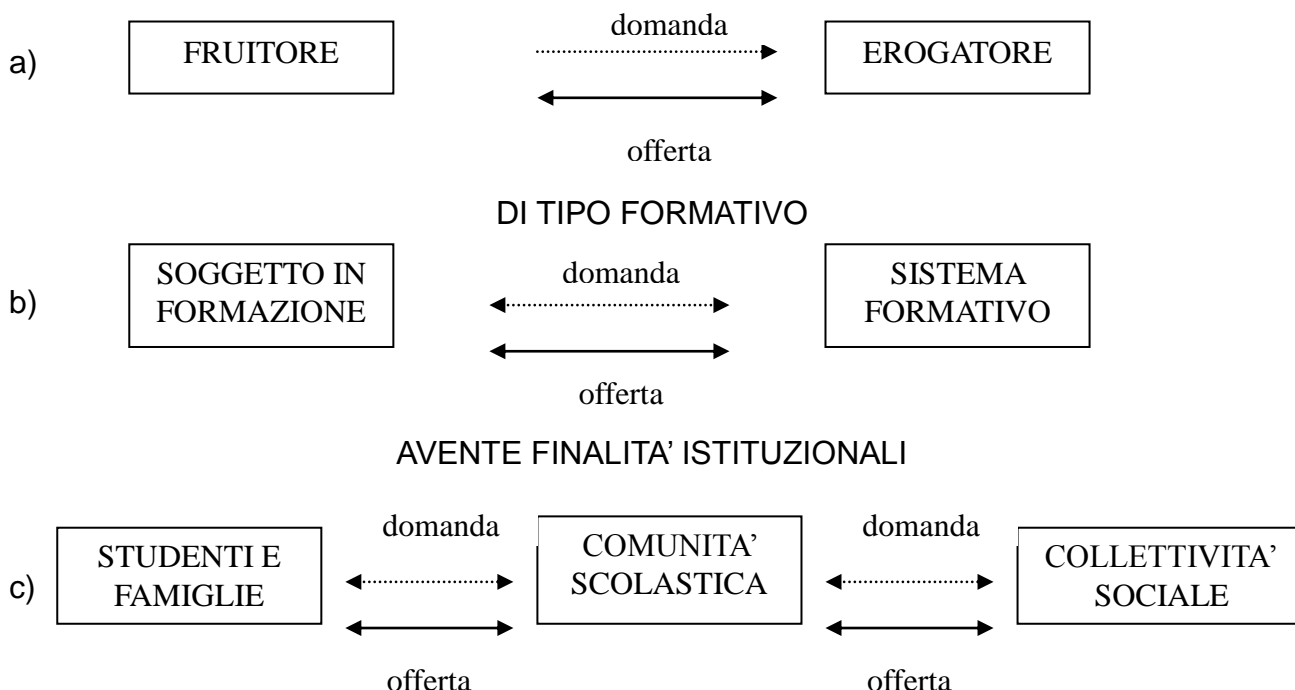 domanda
a)
FRUITORE
EROGATORE
offerta
DI TIPO FORMATIVO
b)
SOGGETTO IN
FORMAZIONE
domanda
SISTEMA
FORMATIVO
offerta
AVENTE FINALITA’ ISTITUZIONALI
c)
STUDENTI E
FAMIGLIE
domanda
offerta
COMUNITA’
SCOLASTICA
domanda
offerta
COLLETTIVITA’
SOCIALE